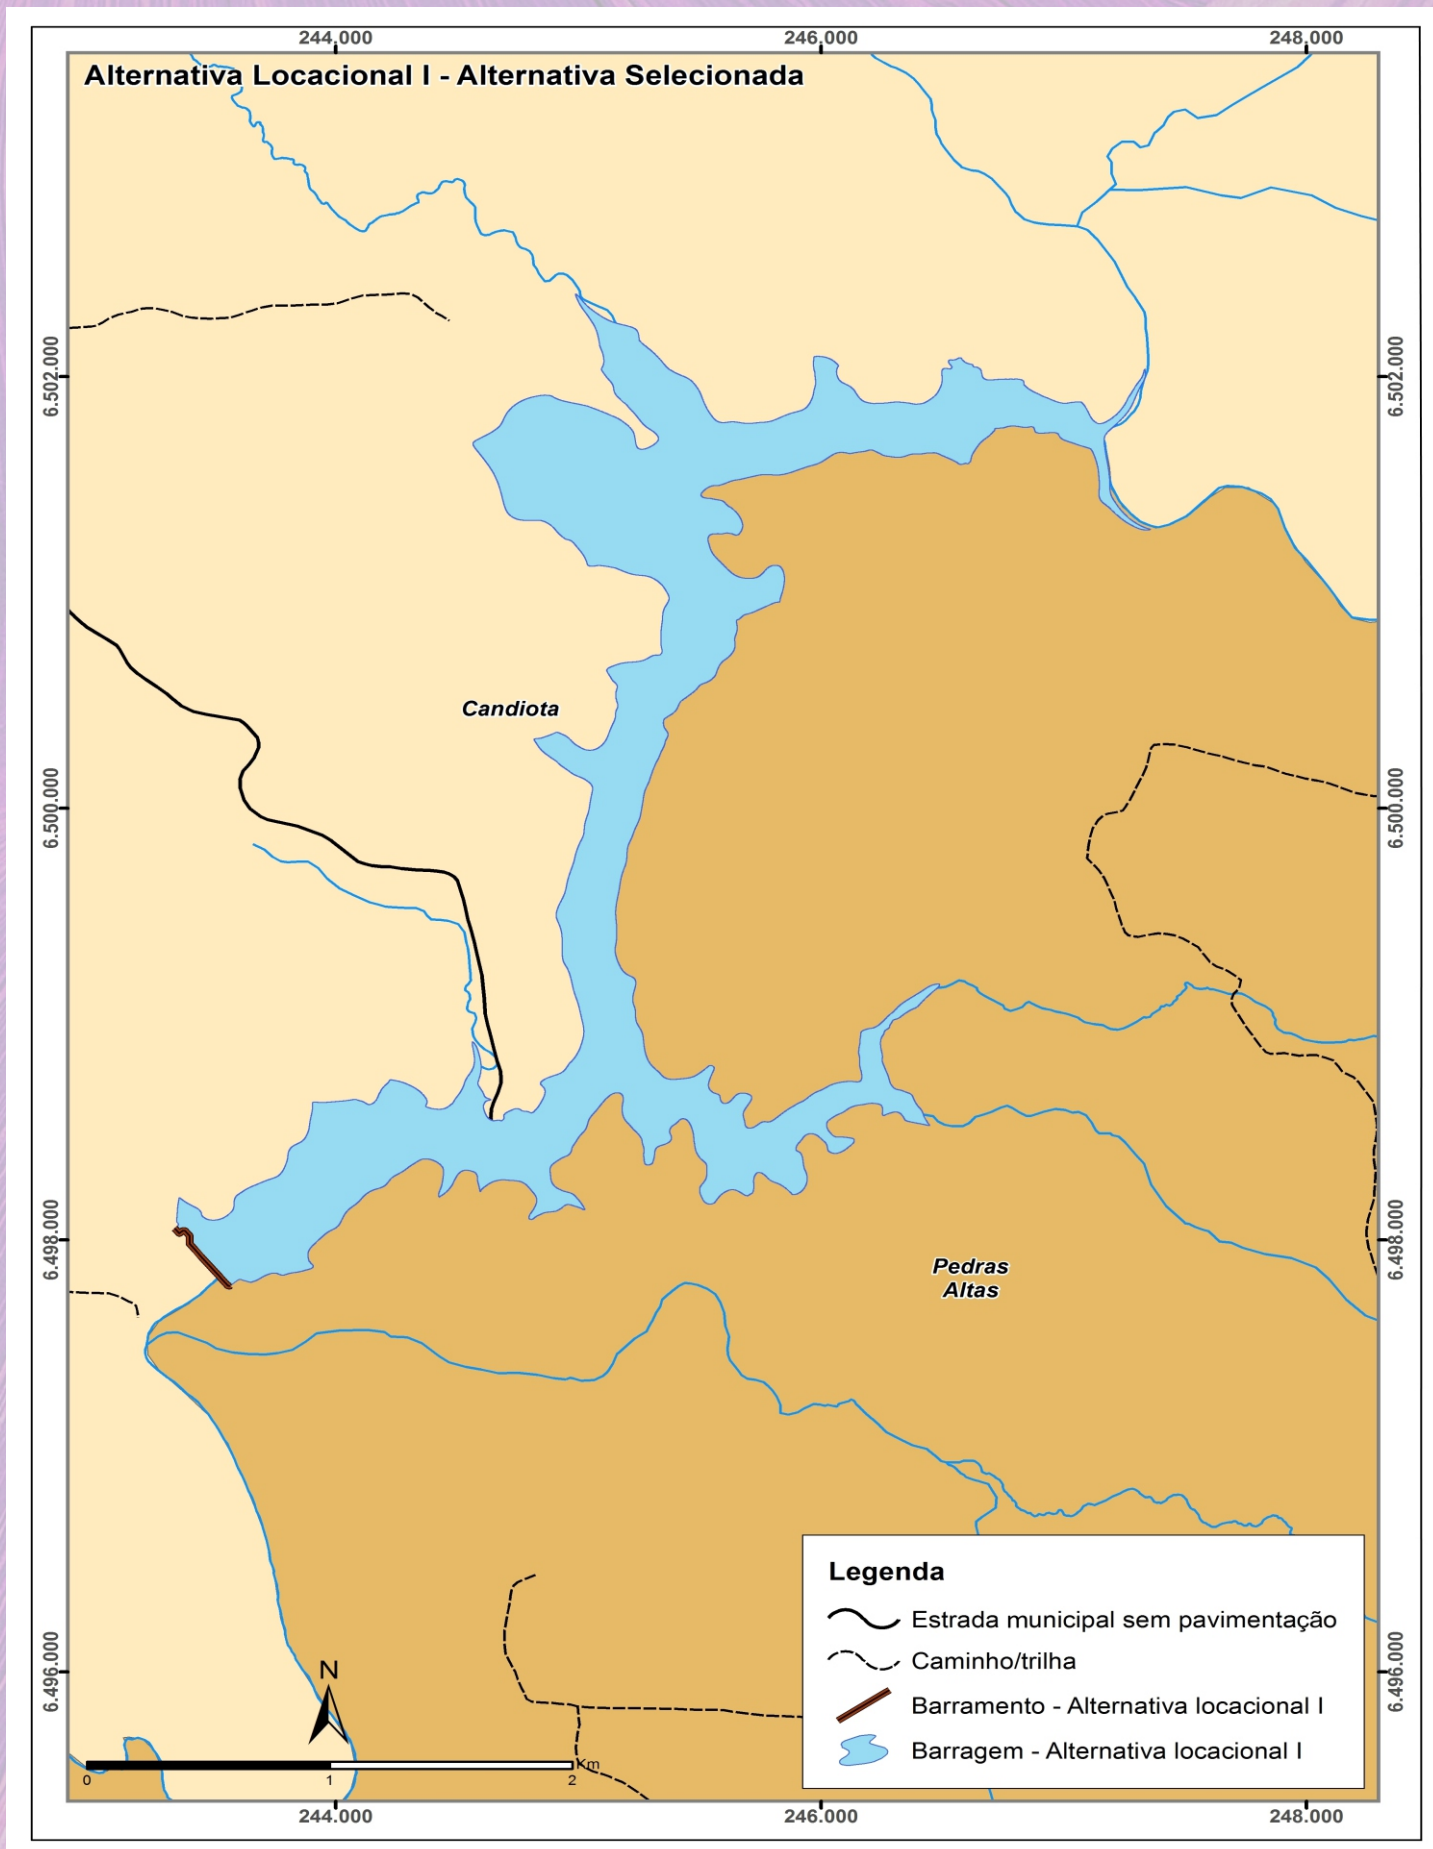 244.000
246.000
248.000
Alternativa Locacional I - Alternativa Selecionada
6.502.000
6.502.000
Candiota
6.500.000
6.500.000
6.498.000
6.498.000
Pedras
Altas
Legenda
Estrada municipal sem pavimentação
Caminho/trilha
Barramento - Alternativa locacional I
Barragem - Alternativa locacional I
6.496.000
6.496.000
N
Km
0
1
2
244.000
246.000
248.000